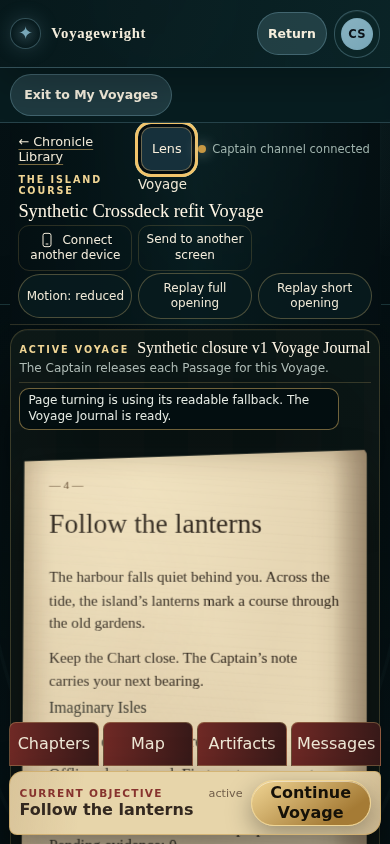 Voyagewright
Return
CS
Exit to My Voyages
← Chronicle
Library
Lens
Captain channel connected
THE ISLAND
COURSE
Voyage
Synthetic Crossdeck refit Voyage
Connect
another device
Send to another
screen
Motion: reduced
Replay full
opening
Replay short
opening
ACTIVE VOYAGE Synthetic closure v1 Voyage Journal
The Captain releases each Passage for this Voyage.
Page turning is using its readable fallback. The
Voyage Journal is ready.
— 4 —
Follow the lanterns
The harbour falls quiet behind you. Across the
tide, the island's lanterns mark a course through
the old gardens.
Keep the Chart close. The Captain's note
carries your next bearing.
Imaginary Isles
Chapters
Map
Artifacts
Messages
CURRENT OBJECTIVE
active
Follow the lanterns
Continue
Voyage